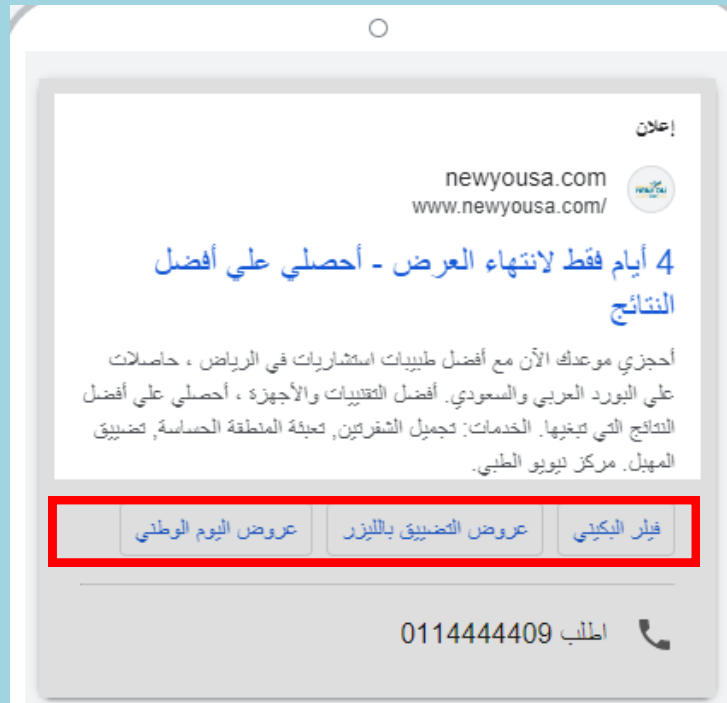 إعلان
newyousa.com
www.newyousa.com/
4 أيام فقط لانتهاء العرض - أحصلي علي أفضل
النتائج
أحجزي موعدك الآن مع أفضل طبيبات استشاريات في الرياض ، حاصلات
علي البورد العربي والسعودي. أفضل التقنيات والأجهزة ، أحصلي علي أفضل
النتائج التي تبغيها. الخدمات: تجميل الشفرتين, تعبئة المنطقة الحساسة, تضييق
المهبل. مركز نيويو الطبي.
فيلر البكيني
عروض التضييق بالليزر
عروض اليوم الوطني
اطلب 0114444409